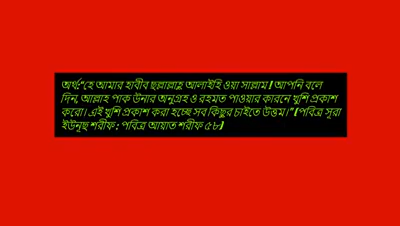 অর্থ:“হে আমার হাবীব ছল্লাল্লাহু আলাইহি ওয়া সাল্লাম! আপনি বলে
দিন, আল্লাহ পাক উনার অনুগ্রহ ও রহমত পাওয়ার কারনে খুশি প্রকাশ
করো। এই খুশি প্রকাশ করা হচ্ছে সব কিছুর চাইতে উত্তম।” (পবিত্র সূরা
ইউনূছ শরীফ: পবিত্র আয়াত শরীফ ৫৮)